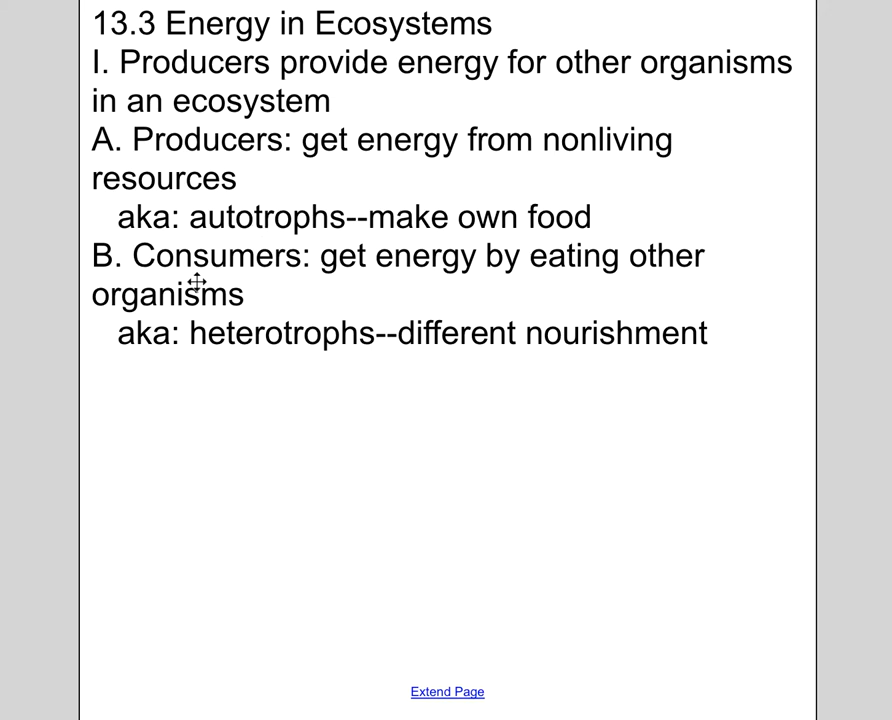 13.3 Energy in Ecosystems
I. Producers provide energy for other organisms
in an ecosystem
A. Producers: get energy from nonliving
resources
aka: autotrophs--make own food
B. Consumers: get energy by eating other
organisms
aka: heterotrophs--different nourishment
Extend Page